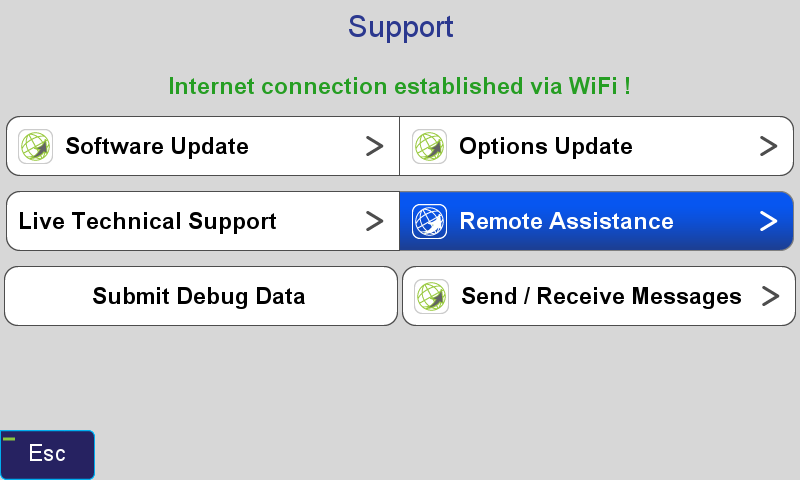 Support
Internet connection established via WiFi !
Software Update
Options Update
Live Technical Support
Remote Assistance
Submit Debug Data
Send / Receive Messages
Esc